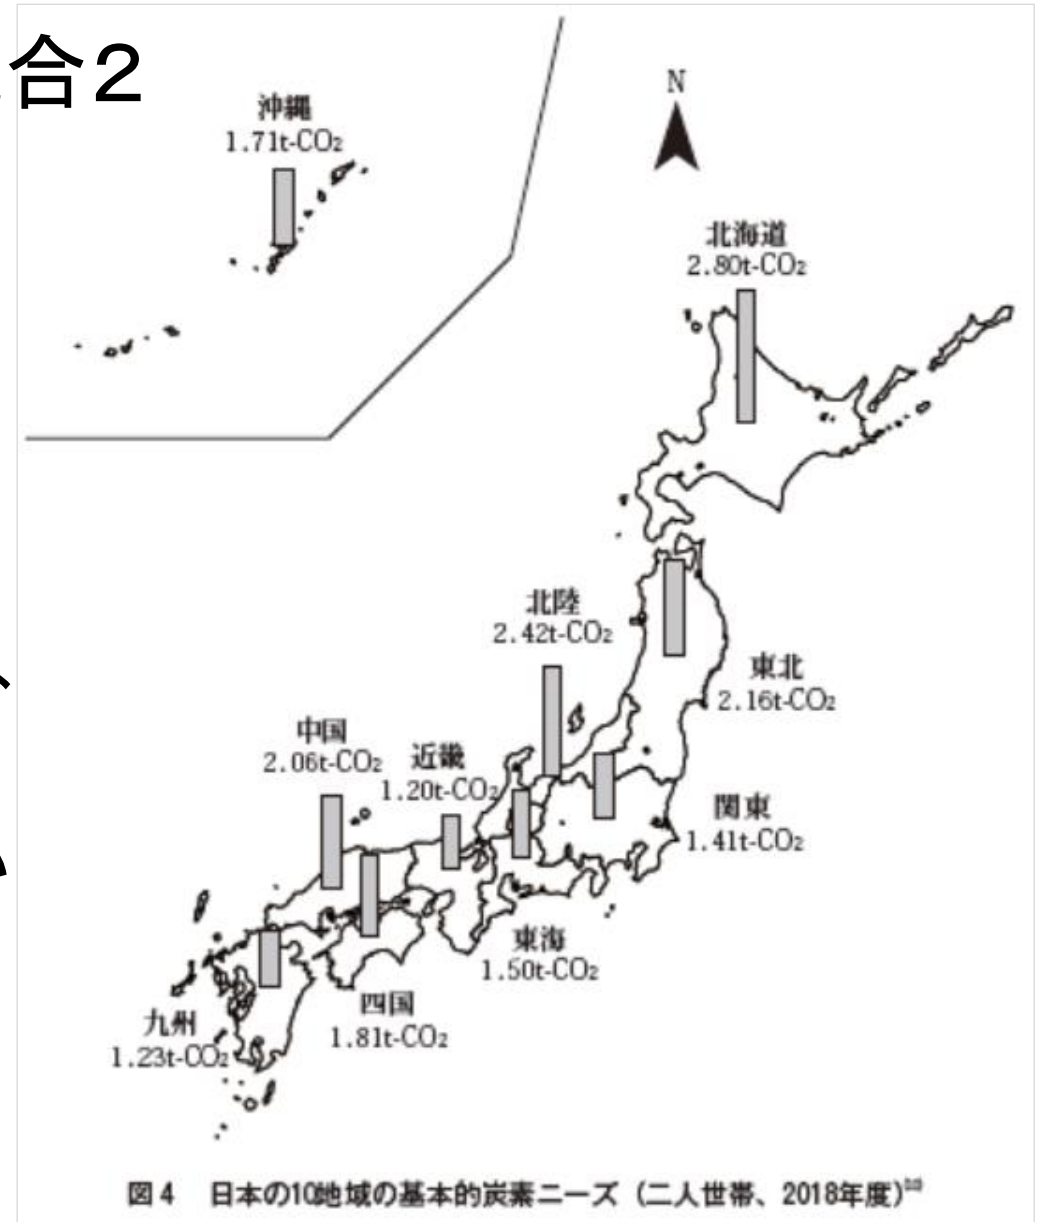 合2
沖縄
1.71t-CO₂
N
北海道
2.80t-CO₂
北陸
2.42t-CO₂
東北
2.16t-CO₂
中国
2.06t-CO₂
近畿
1.20t-CO₂
関東
1.41t-CO₂
東海
1.50t-CO₂
四国
1.81t-CO₂
九州
1.23t-CO₂
図4 日本の10地域の基本的炭素ニーズ(二人世帯、2018年度)